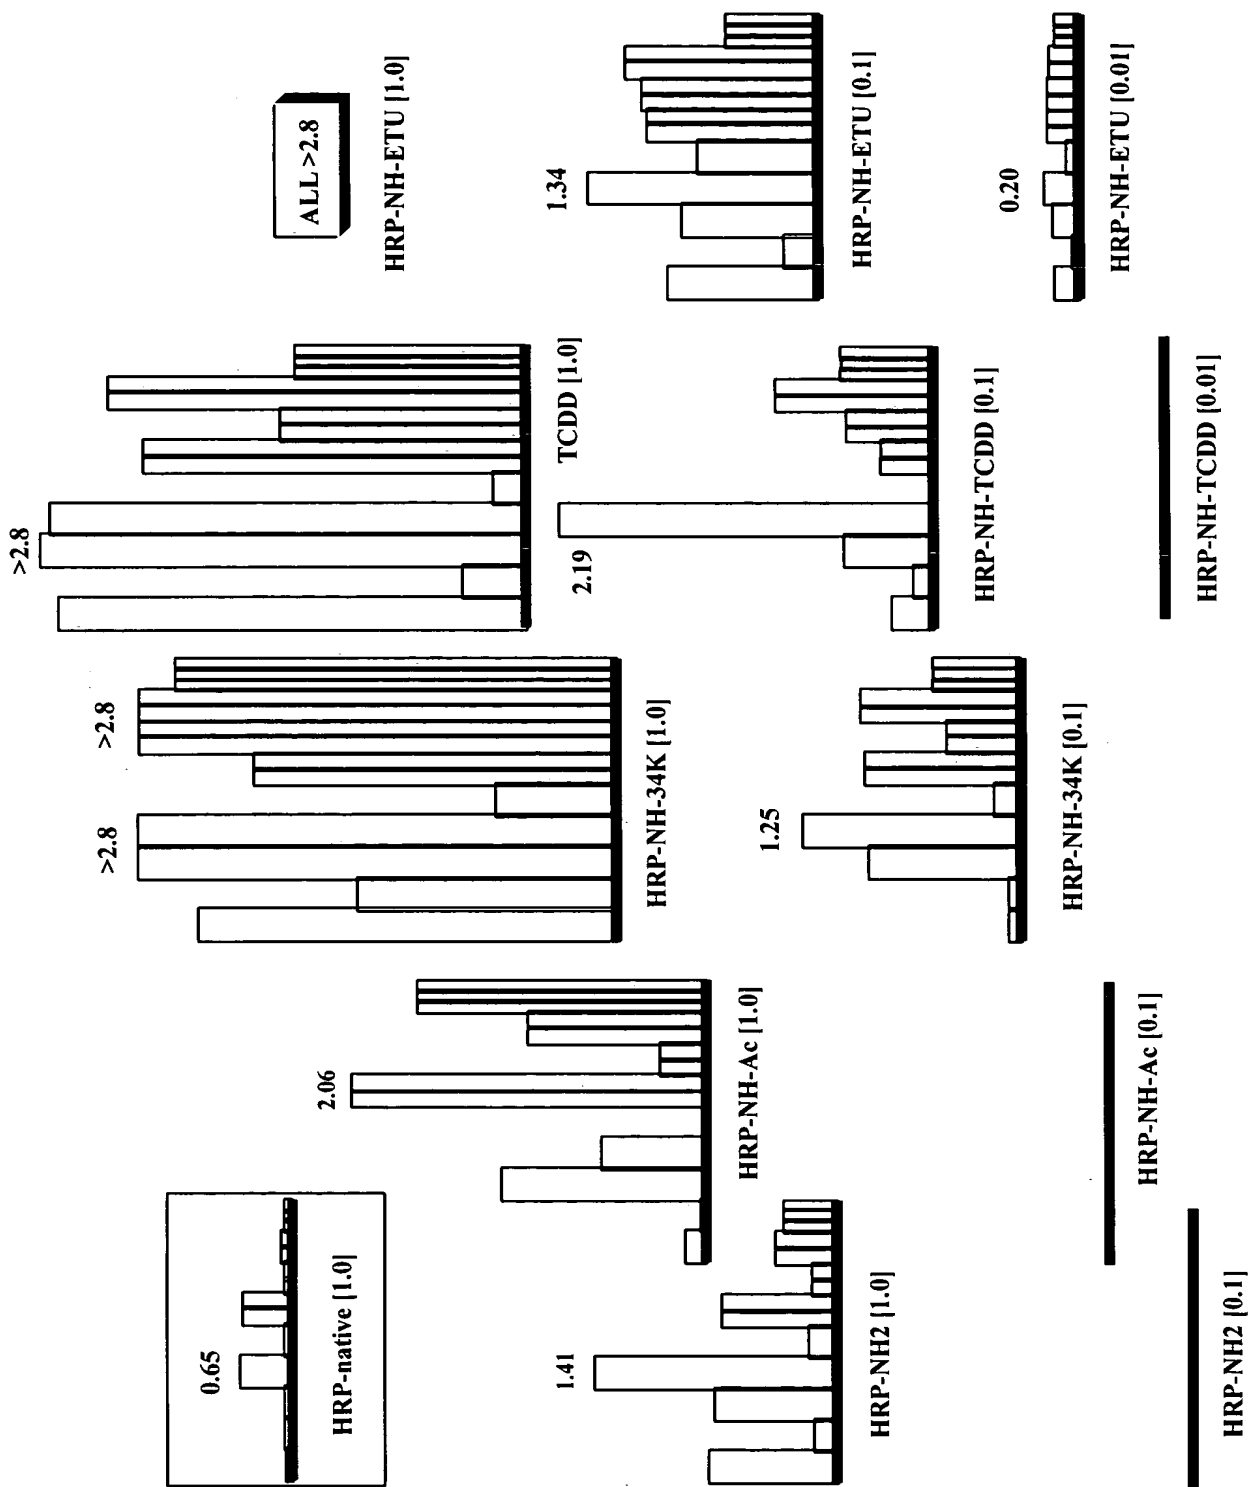 0.65
HRP-native [1.0]
1.41
HRP-NH2 [1.0]
HRP-NH2 [0.1]
2.06
HRP-NH-Ac [1.0]
HRP-NH-Ac [0.1]
>2.8
>2.8
HRP-NH-34K [1.0]
1.25
HRP-NH-34K [0.1]
>2.8
TCDD [1.0]
2.19
HRP-NH-TCDD [0.1]
HRP-NH-TCDD [0.01]
ALL >2.8
HRP-NH-ETU [1.0]
1.34
HRP-NH-ETU [0.1]
0.20
HRP-NH-ETU [0.01]